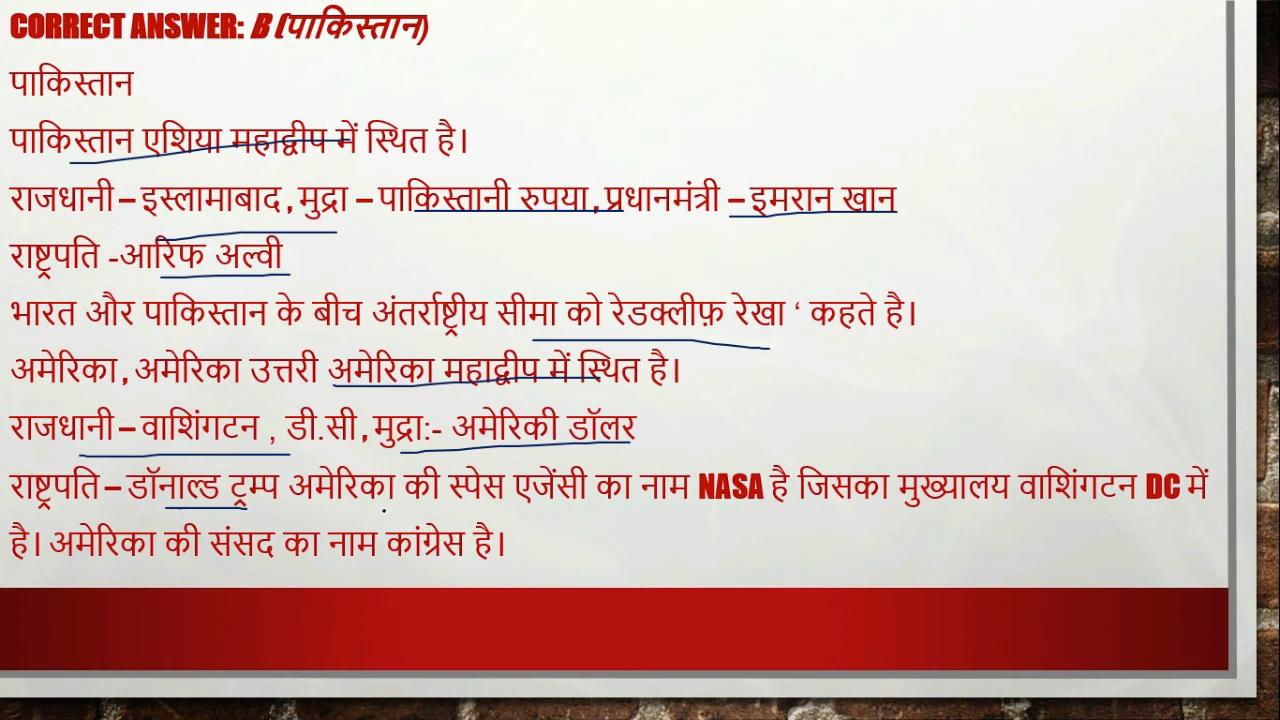 CORRECT ANSWER: B (पाकिस्तान)
पाकिस्तान
पाकिस्तान एशिया महाद्वीप में स्थित है।
राजधानी – इस्लामाबाद , मुद्रा – पाकिस्तानी रुपया , प्रधानमंत्री – इमरान खान
राष्ट्रपति -आरिफ अल्वी
भारत और पाकिस्तान के बीच अंतर्राष्ट्रीय सीमा को रेडक्लीफ़ रेखा ‘ कहते है।
अमेरिका , अमेरिका उत्तरी अमेरिका महाद्वीप में स्थित है।
राजधानी – वाशिंगटन , डी.सी , मुद्रा:- अमेरिकी डॉलर
राष्ट्रपति – डॉनाल्ड ट्रम्प अमेरिका की स्पेस एजेंसी का नाम NASA है जिसका मुख्यालय वाशिंगटन DC में
है। अमेरिका की संसद का नाम कांग्रेस है।